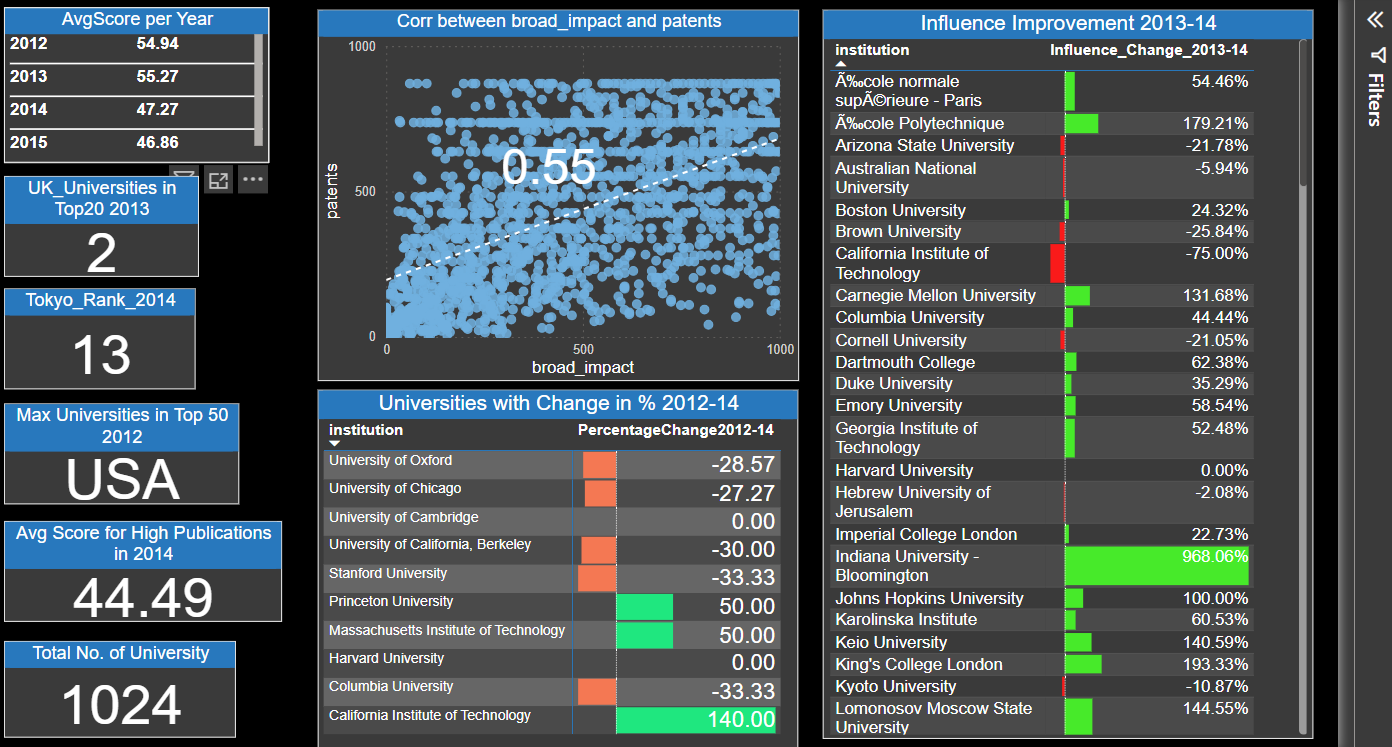 AvgScore per Year
2012 54.94
2013 55.27
2014 47.27
2015 46.86
UK_Universities in
Top20 2013
2
Tokyo_Rank_2014
13
Max Universities in Top 50
2012
USA
Avg Score for High Publications
in 2014
44.49
Total No. of University
1024
Corr between broad_impact and patents
1000
500
0
patents
0.55
0 500 1000
broad_impact
Universities with Change in % 2012-14
institution PercentageChange2012-14
University of Oxford -28.57
University of Chicago -27.27
University of Cambridge 0.00
University of California, Berkeley -30.00
Stanford University -33.33
Princeton University 50.00
Massachusetts Institute of Technology 50.00
Harvard University 0.00
Columbia University -33.33
California Institute of Technology 140.00
Influence Improvement 2013-14
institution Influence_Change_2013-14
Ã‰cole normale 54.46%
supÃ©rieure - Paris
Ã‰cole Polytechnique 179.21%
Arizona State University -21.78%
Australian National -5.94%
University
Boston University 24.32%
Brown University -25.84%
California Institute of -75.00%
Technology
Carnegie Mellon University 131.68%
Columbia University 44.44%
Cornell University -21.05%
Dartmouth College 62.38%
Duke University 35.29%
Emory University 58.54%
Georgia Institute of 52.48%
Technology
Harvard University 0.00%
Hebrew University of -2.08%
Jerusalem
Imperial College London 22.73%
Indiana University - 968.06%
Bloomington
Johns Hopkins University 100.00%
Karolinska Institute 60.53%
Keio University 140.59%
King's College London 193.33%
Kyoto University -10.87%
Lomonosov Moscow State 144.55%
University
Filters